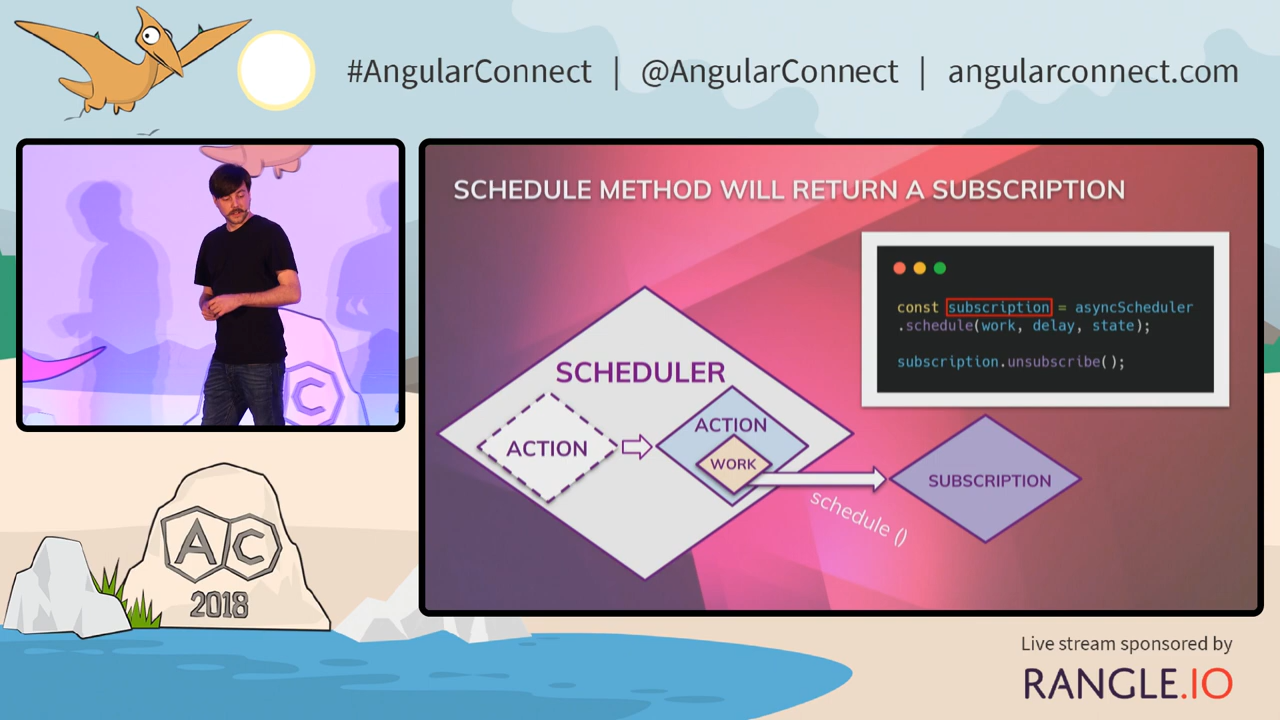 #AngularConnect | @AngularConnect | angularconnect.com
SCHEDULE METHOD WILL RETURN A SUBSCRIPTION
const subscription = asyncScheduler
.schedule(work, delay, state);
subscription.unsubscribe();
SCHEDULER
ACTION
ACTION
WORK
schedule ()
SUBSCRIPTION
C
AC
2018
Live stream sponsored by
RANGLE.IO